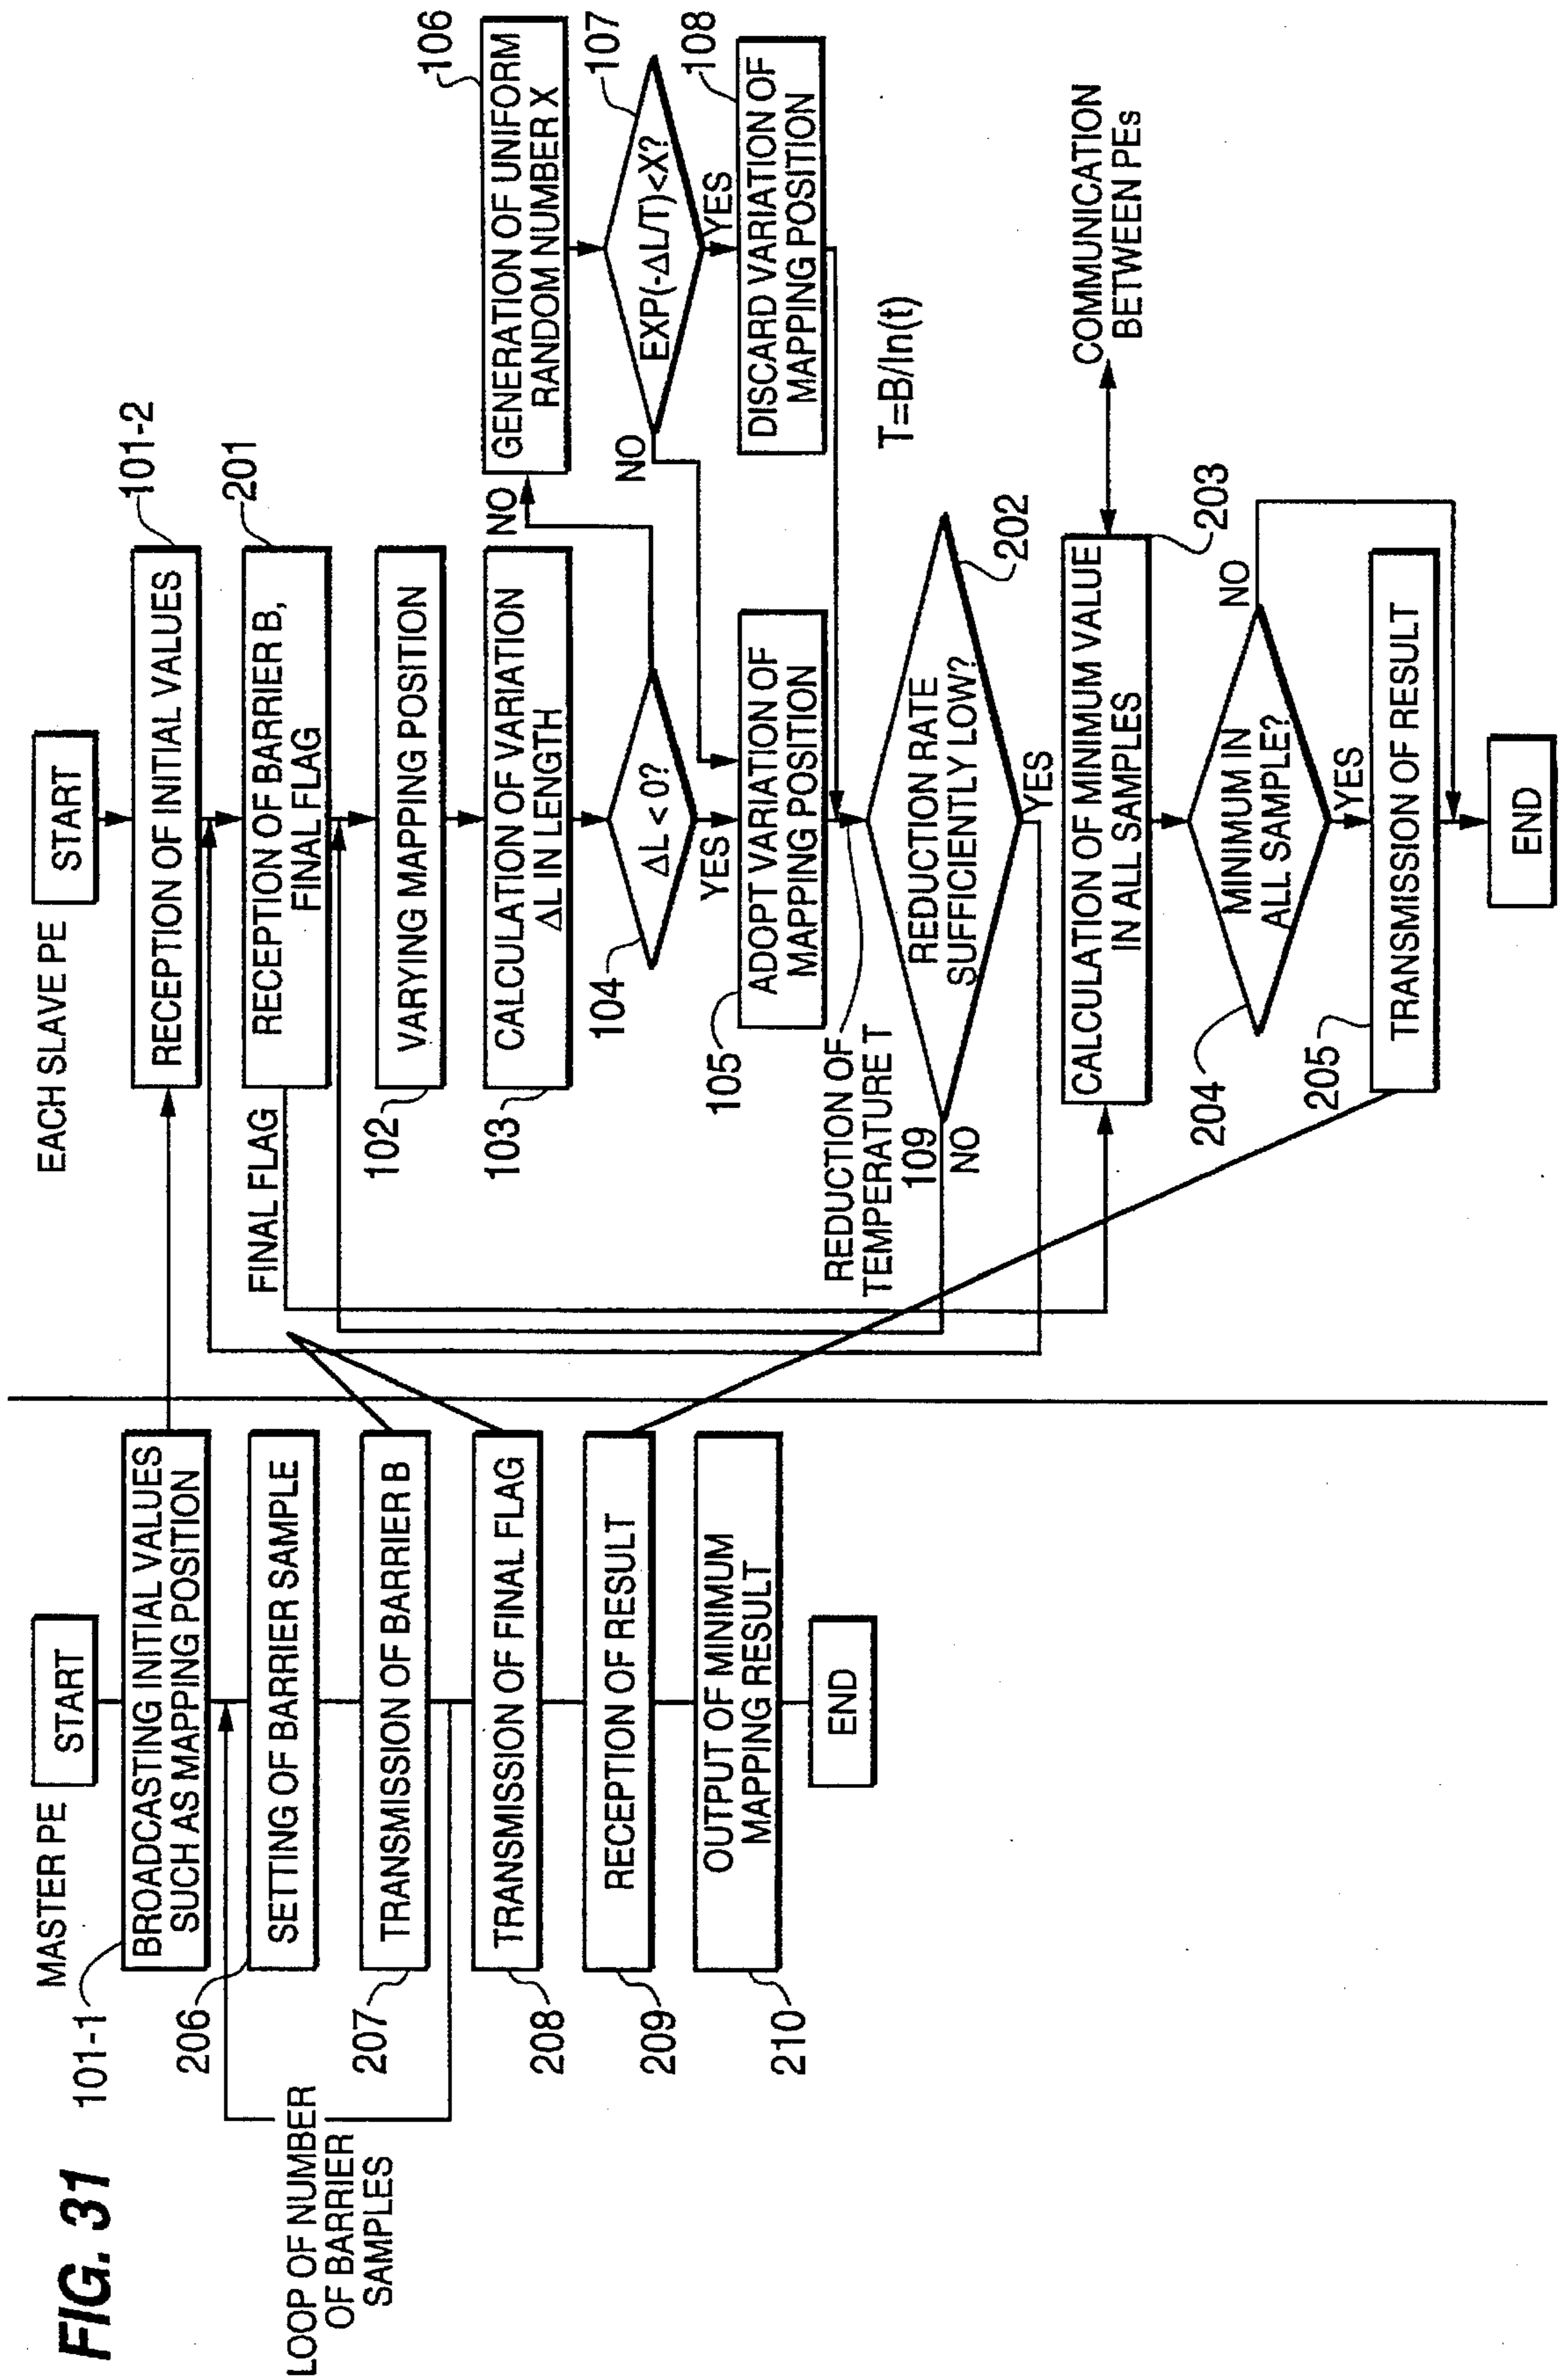 FIG. 31
MASTER PE
START
101-1
BROADCASTING INITIAL VALUES
SUCH AS MAPPING POSITION
206
SETTING OF BARRIER SAMPLE
207
TRANSMISSION OF BARRIER B
LOOP OF NUMBER
OF BARRIER
SAMPLES
208
TRANSMISSION OF FINAL FLAG
209
RECEPTION OF RESULT
210
OUTPUT OF MINIMUM
MAPPING RESULT
END
EACH SLAVE PE
START
101-2
RECEPTION OF INITIAL VALUES
201
RECEPTION OF BARRIER B,
FINAL FLAG
FINAL FLAG
102
VARYING MAPPING POSITION
103
CALCULATION OF VARIATION
ΔL IN LENGTH
104
ΔL < 0?
NO
YES
106
GENERATION OF UNIFORM
RANDOM NUMBER X
107
EXP(-ΔL/T)<X?
NO
YES
105
ADOPT VARIATION OF
MAPPING POSITION
108
DISCARD VARIATION OF
MAPPING POSITION
REDUCTION OF
TEMPERATURE T
109
T=B/ln(t)
REDUCTION RATE
SUFFICIENTLY LOW?
202
NO
YES
CALCULATION OF MINIMUM VALUE
IN ALL SAMPLES
203
COMMUNICATION
BETWEEN PEs
204
MINIMUM IN
ALL SAMPLE?
NO
YES
205
TRANSMISSION OF RESULT
END